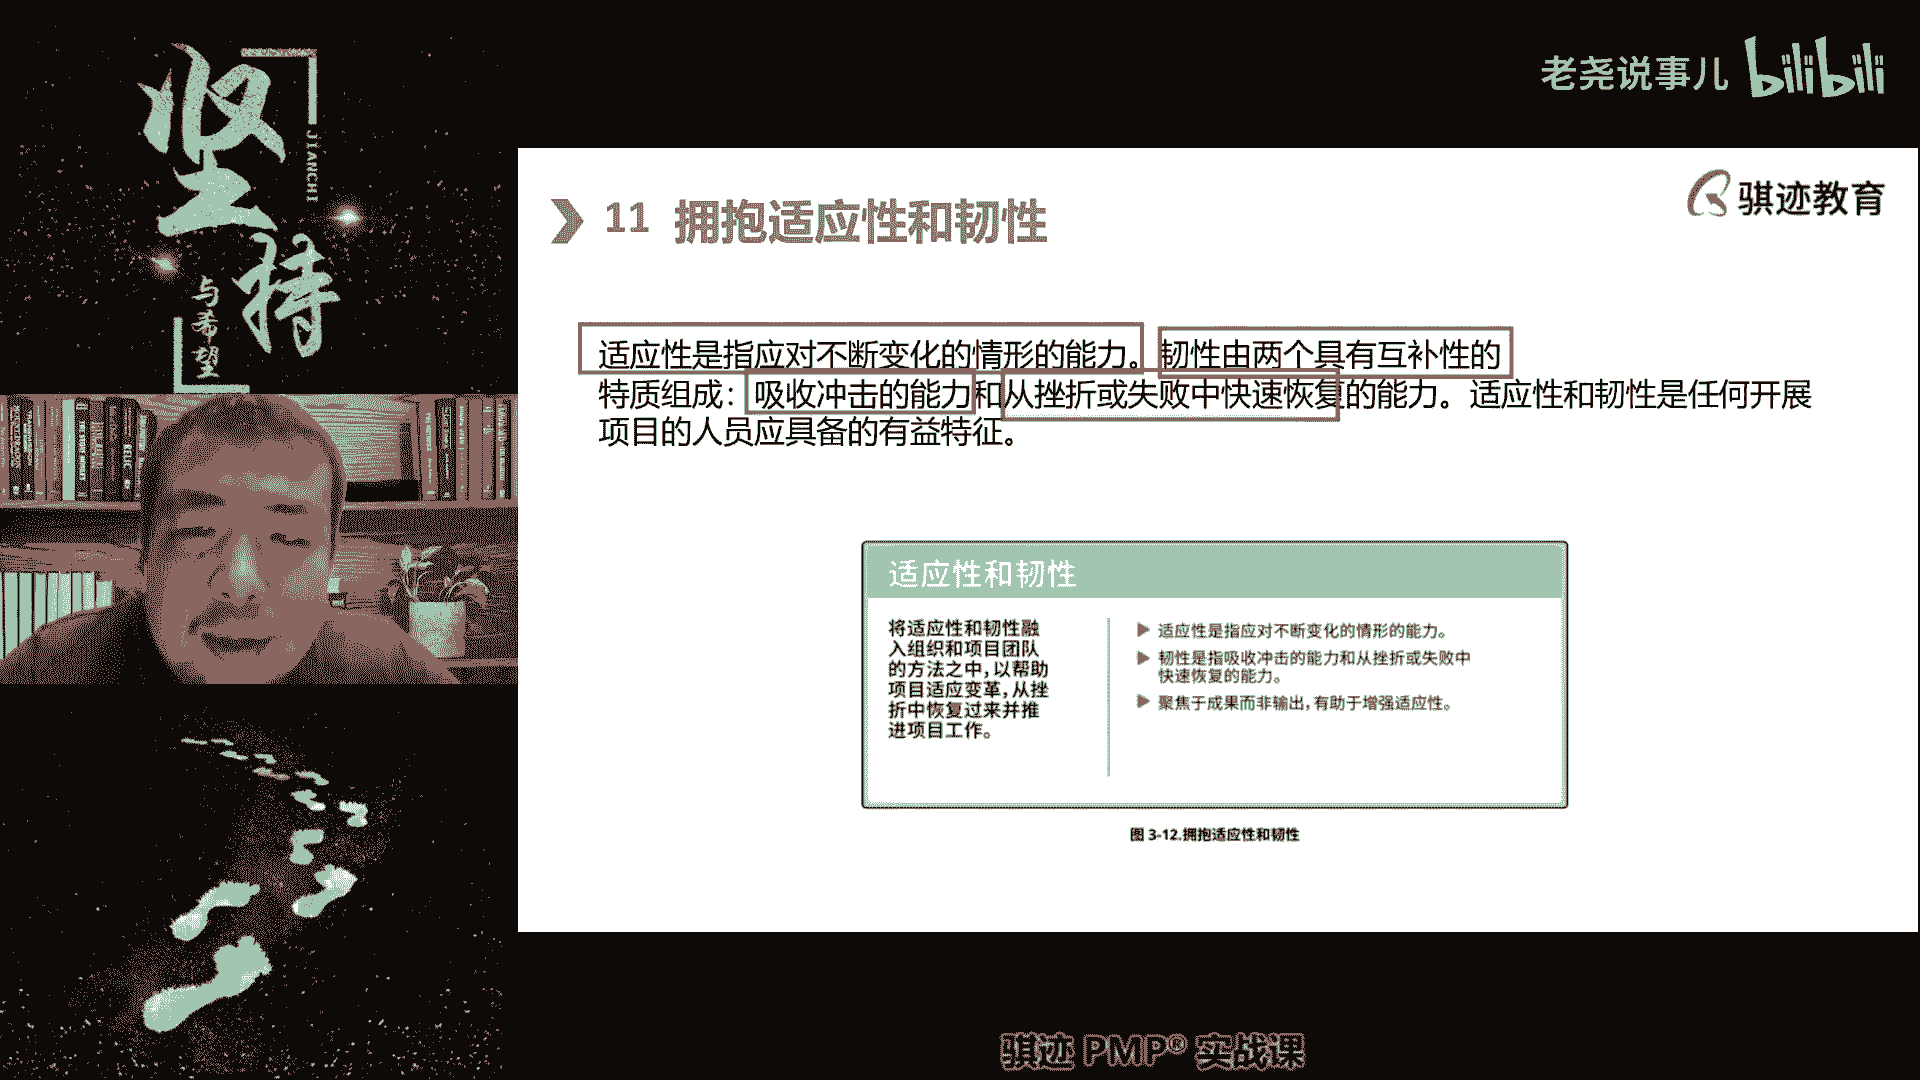 坚持
JIANCHI
与希望
老尧说事儿 bilibili
骐迹教育
11 拥抱适应性和韧性
适应性是指应对不断变化的情形的能力。韧性由两个具有互补性的
特质组成：吸收冲击的能力和从挫折或失败中快速恢复的能力。适应性和韧性是任何开展
项目的人员应具备的有益特征。
适应性和韧性
将适应性和韧性融
入组织和项目团队
的方法之中，以帮助
项目适应变革，从挫
折中恢复过来并推
进项目工作。
适应性是指应对不断变化的情形的能力。
韧性是指吸收冲击的能力和从挫折或失败中
快速恢复的能力。
聚焦于成果而非输出，有助于增强适应性。
图 3-12.拥抱适应性和韧性
骐迹 PMP® 实战课